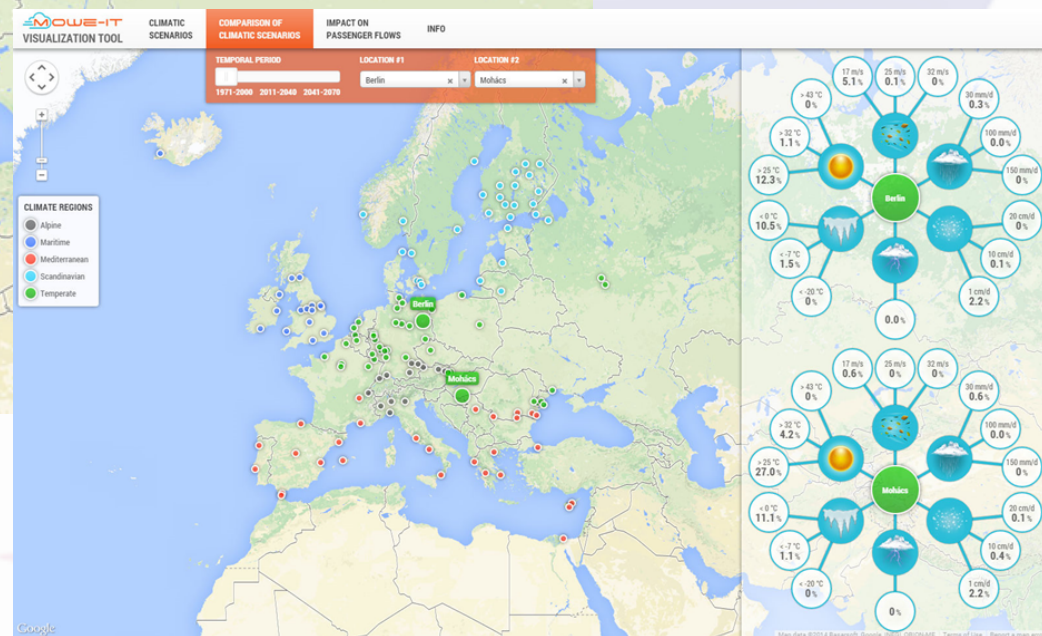 MOWE-IT
VISUALIZATION TOOL
CLIMATIC
SCENARIOS
COMPARISON OF
CLIMATIC SCENARIOS
IMPACT ON
PASSENGER FLOWS
INFO
TEMPORAL PERIOD
1971-2000 2011-2040 2041-2070
LOCATION #1
Berlin
LOCATION #2
Mohács
CLIMATE REGIONS
Alpine
Maritime
Mediterranean
Scandinavian
Temperate
Berlin
Mohács
17 m/s
5.1 %
25 m/s
0.1 %
32 m/s
0 %
> 43 °C
0 %
30 mm/d
0.3 %
> 32 °C
1.1 %
100 mm/d
0.0 %
> 25 °C
12.3 %
150 mm/d
0 %
Berlin
< 0 °C
10.5 %
20 cm/d
0 %
< -7 °C
1.5 %
10 cm/d
0.1 %
< -20 °C
0 %
1 cm/d
2.2 %
0.0 %
17 m/s
0.6 %
25 m/s
0 %
32 m/s
0 %
> 43 °C
0 %
30 mm/d
0.6 %
> 32 °C
4.2 %
100 mm/d
0.0 %
> 25 °C
27.0 %
150 mm/d
0 %
Mohács
< 0 °C
11.1 %
20 cm/d
0.1 %
< -7 °C
1.1 %
10 cm/d
0.4 %
< -20 °C
0 %
1 cm/d
2.2 %
0 %
Google